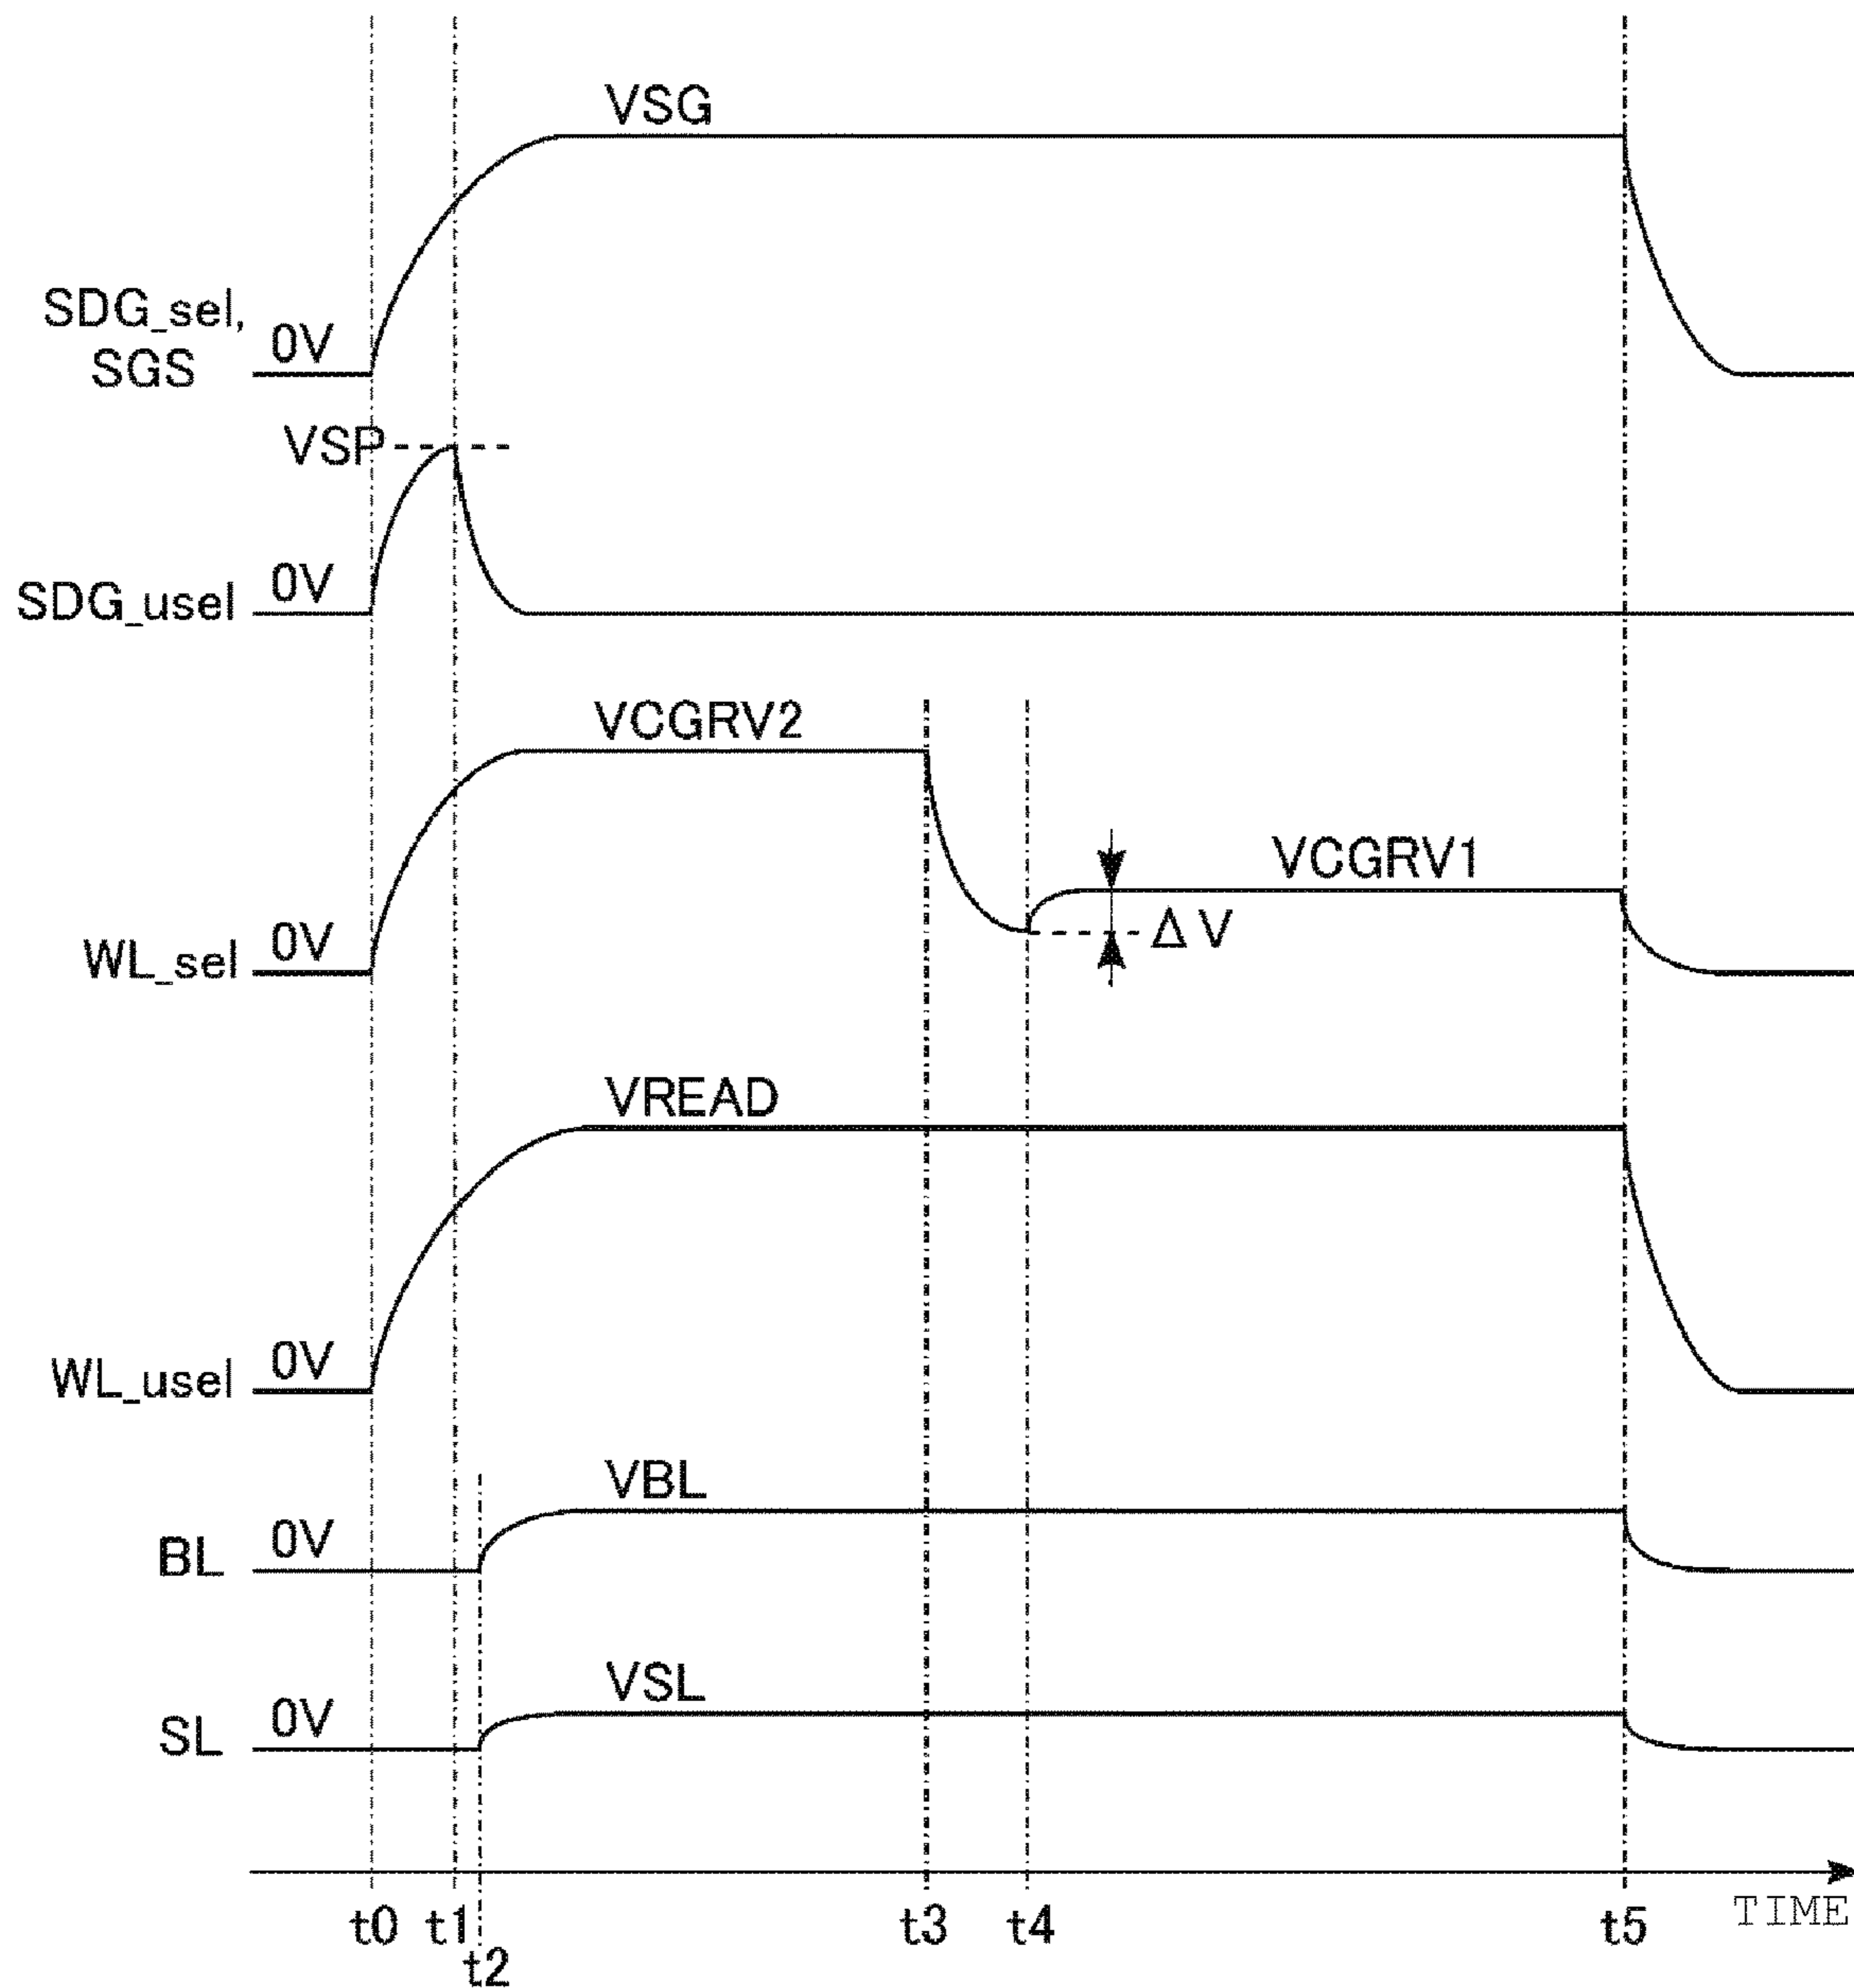 VSG
SDG_sel,
SGS
0V
VSP
SDG_usel
0V
VCGRV2
VCGRV1
ΔV
WL_sel
0V
VREAD
WL_usel
0V
VBL
BL
0V
VSL
SL
0V
t0
t1
t2
t3
t4
t5
TIME